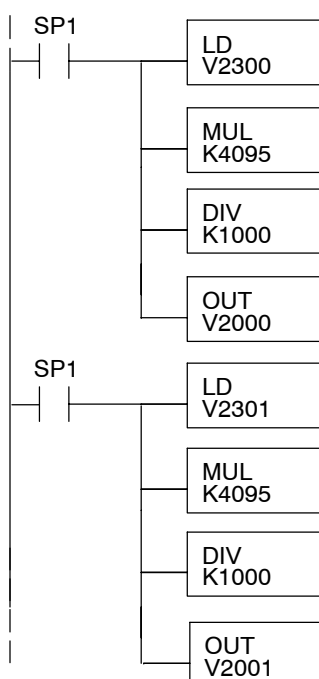 SP1
LD
V2300
MUL
K4095
DIV
K1000
OUT
V2000
SP1
LD
V2301
MUL
K4095
DIV
K1000
OUT
V2001